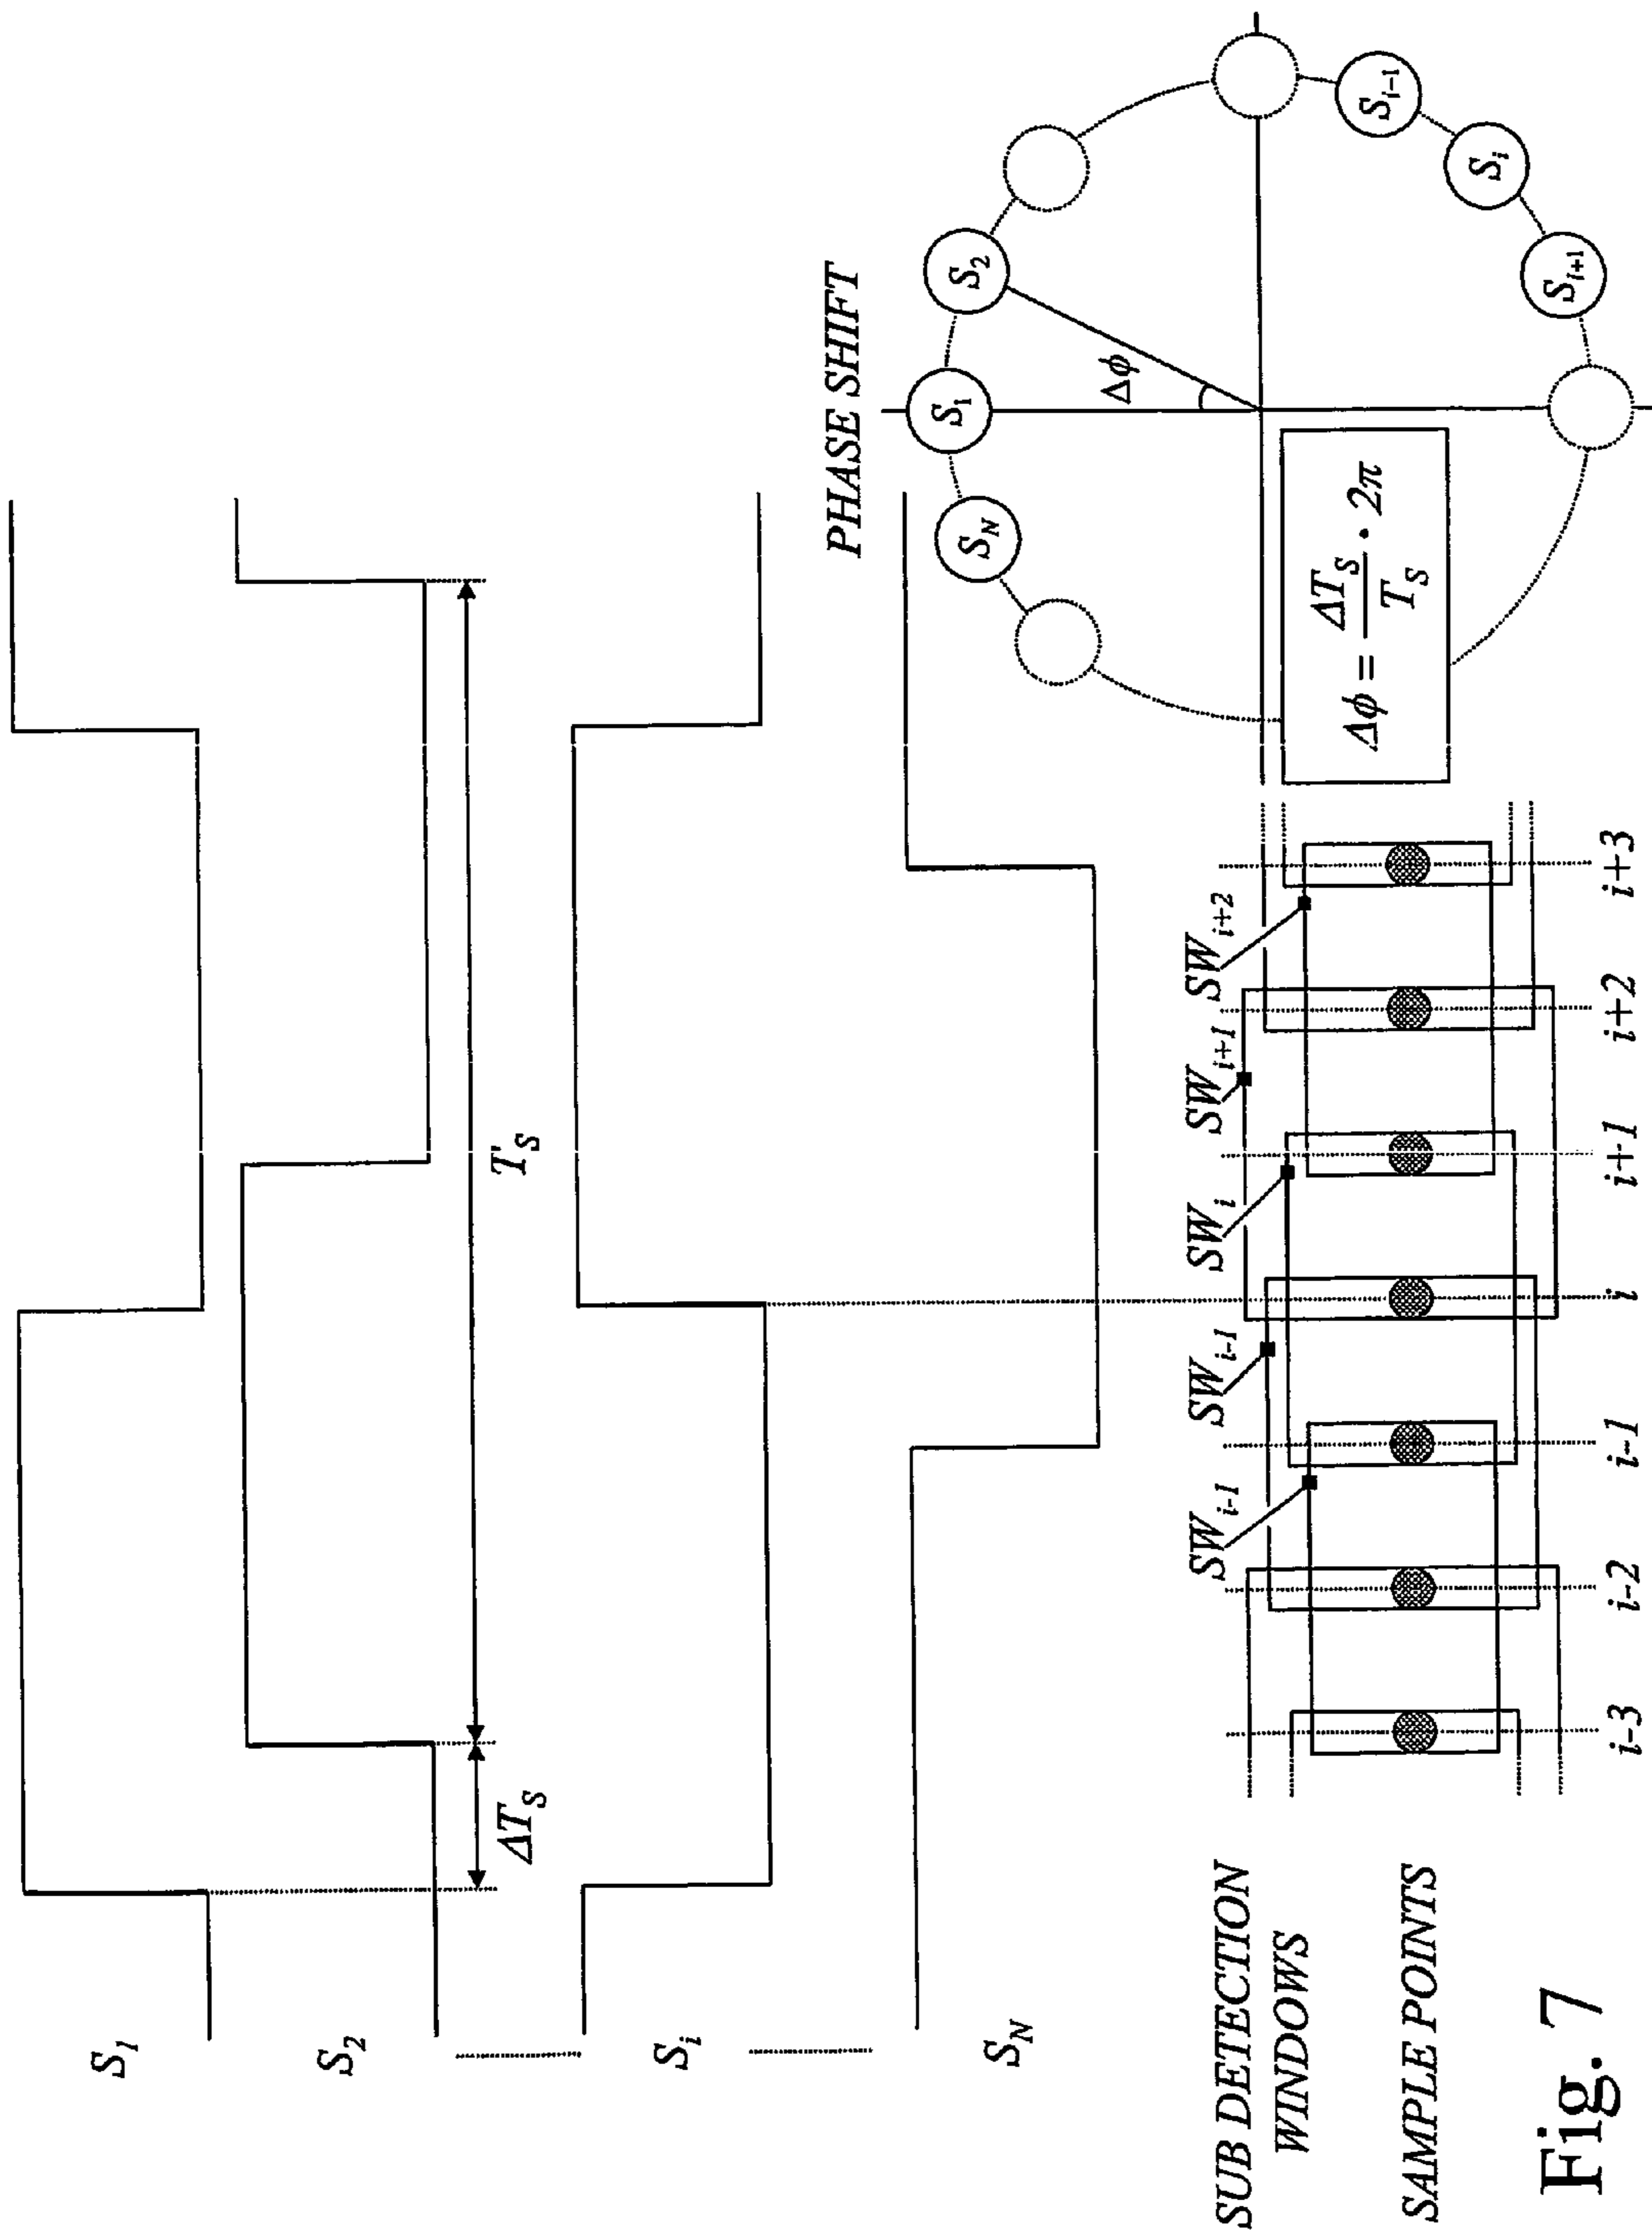 S1
S2
Si
SN
ΔTS
TS
PHASE SHIFT
SN
S1
S2
Si-1
Si
Si+1
Δϕ
Δϕ = ΔTS / TS · 2π
SUB DETECTION
WINDOWS
SWi-1
SWi-1
SWi
SWi+1
SWi+2
SAMPLE POINTS
i-3
i-2
i-1
i
i+1
i+2
i+3
Fig. 7